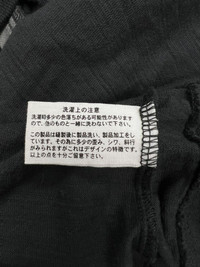 洗濯上の注意
洗濯時多少の色落ちがある可能性がありますので、他のものと一緒に洗わないで下さい。
この製品は縫製後に製品洗い、製品加工をしています。その為に多少の歪み、シワ、斜行がみられますがこれはデザインの特徴です。以上の点を十分ご留意下さい。